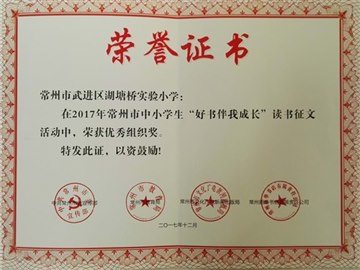 荣誉证书
常州市武进区湖塘桥实验小学：
在2017年常州市中小学生“好书伴我成长”读书征文
活动中，荣获优秀组织奖。
特发此证，以资鼓励！
二〇一七年十二月